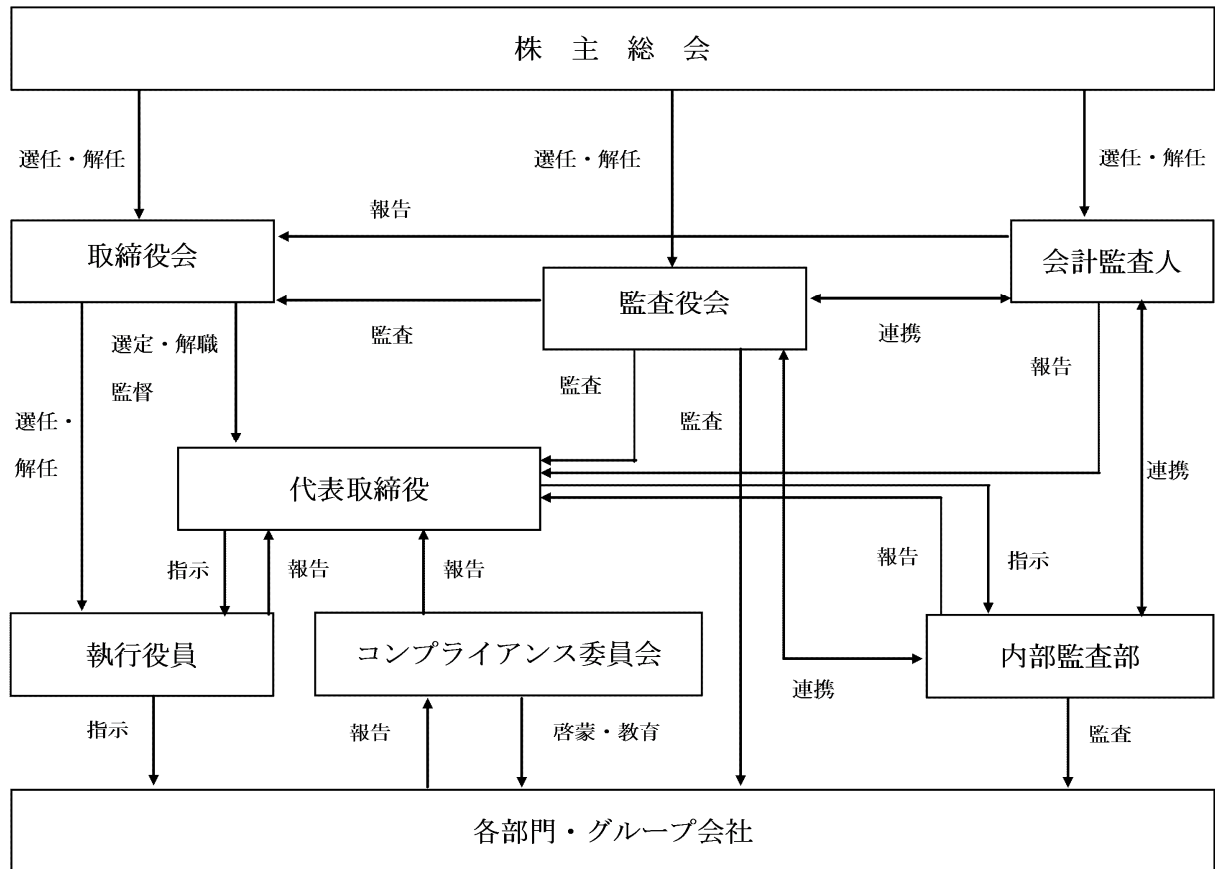 株 主 総 会
選任・解任
選任・解任
選任・解任
報告
取締役会
会計監査人
監査役会
監査
連携
選定・解職
監督
監査
報告
選任・
解任
監査
連携
代表取締役
指示
報告
報告
報告
指示
執行役員
コンプライアンス委員会
内部監査部
連携
指示
報告
啓蒙・教育
監査
各部門・グループ会社